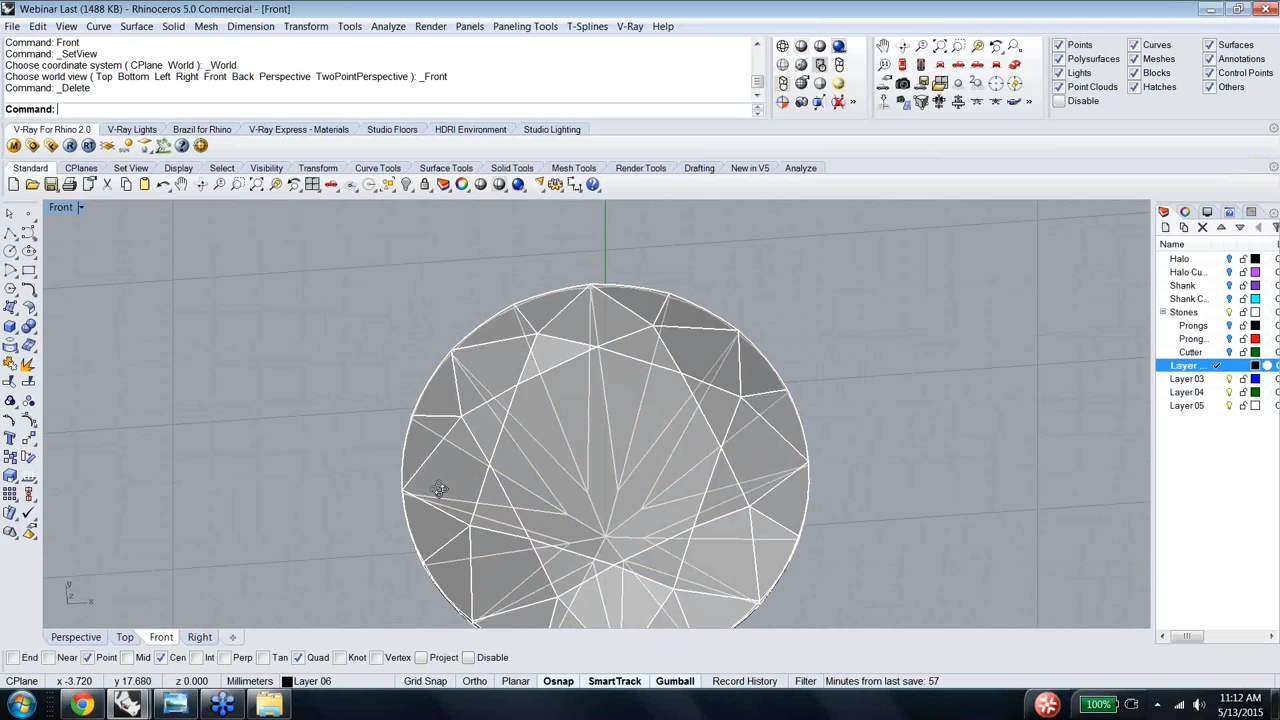 Webinar Last (1488 KB) - Rhinoceros 5.0 Commercial - [Front]
File Edit View Curve Surface Solid Mesh Dimension Transform Tools Analyze Render Panels Paneling Tools T-Splines V-Ray Help
Command: Front
Command: _SetView
Choose coordinate system ( CPlane World ): _World
Choose world view ( Top Bottom Left Right Front Back Perspective TwoPointPerspective ): _Front
Command: _Delete
Command:
Points Curves Surfaces
Polysurfaces Meshes Polysurfaces Annotations
Lights Blocks Control Points
Point Clouds Hatches Others
Disable
V-Ray For Rhino 2.0 V-Ray Lights Brazil for Rhino V-Ray Express - Materials Studio Floors HDRI Environment Studio Lighting
Standard CPlanes Set View Display Select Visibility Transform Curve Tools Surface Tools Solid Tools Mesh Tools Render Tools Drafting New in V5 Analyze
Front
Name
Halo
Halo Cu...
Shank
Shank C...
Stones
Prongs
Prong...
Cutter
Layer ...
Layer 03
Layer 04
Layer 05
y
z x
Perspective Top Front Right
End Near Point Mid Cen Int Perp Tan Quad Knot Vertex Project Disable
CPlane x -3.720 y 17.680 z 0.000 Millimeters Layer 06 Grid Snap Ortho Planar Osnap SmartTrack Gumball Record History Filter Minutes from last save: 57
100% 11:12 AM
5/13/2015